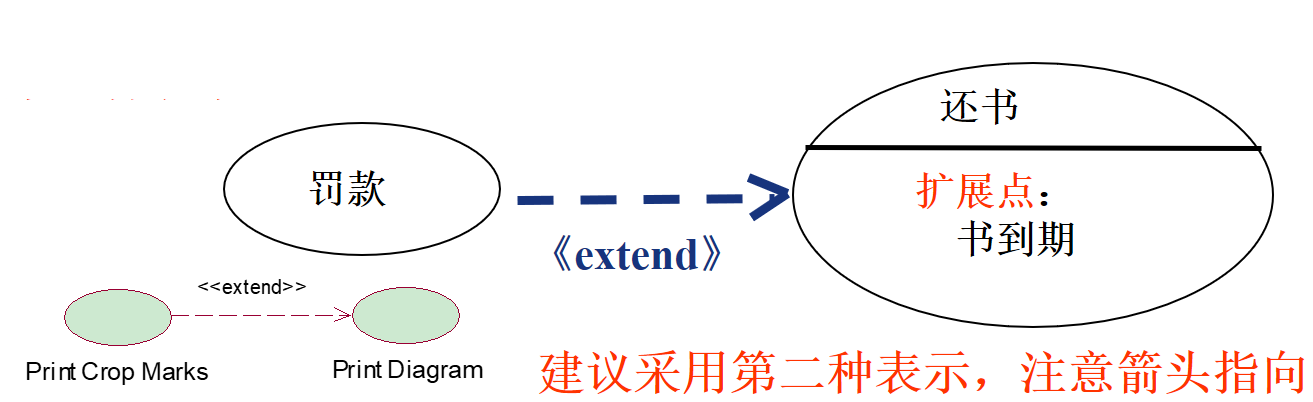 还书
罚款
扩展点：
书到期
《extend》
<<extend>>
Print Crop Marks
Print Diagram
建议采用第二种表示，注意箭头指向